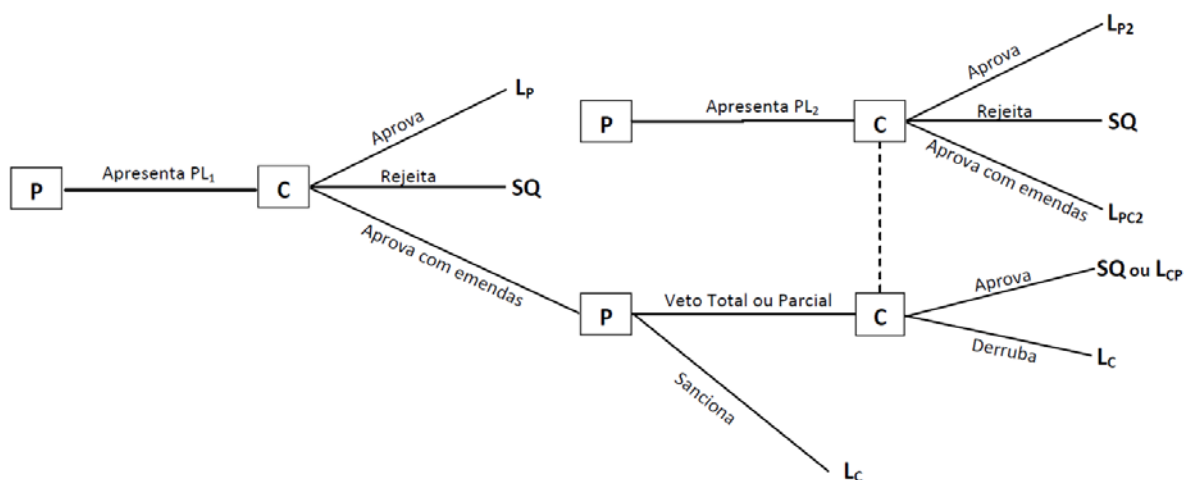 P
Apresenta PL₁
C
Aprova
L_P
Rejeita
SQ
Aprova com emendas
P
Apresenta PL₂
C
Aprova
L_P2
Rejeita
SQ
Aprova com emendas
L_PC2
P
Veto Total ou Parcial
C
Aprova
SQ ou L_CP
Derruba
L_C
Sanciona
L_C